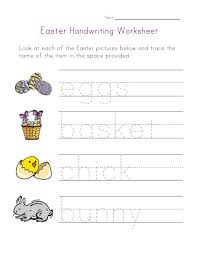 Name
Easter Handwriting Worksheet
Look at each of the Easter pictures below and trace the
name of the item in the space provided.
eggs
basket
chick
bunny